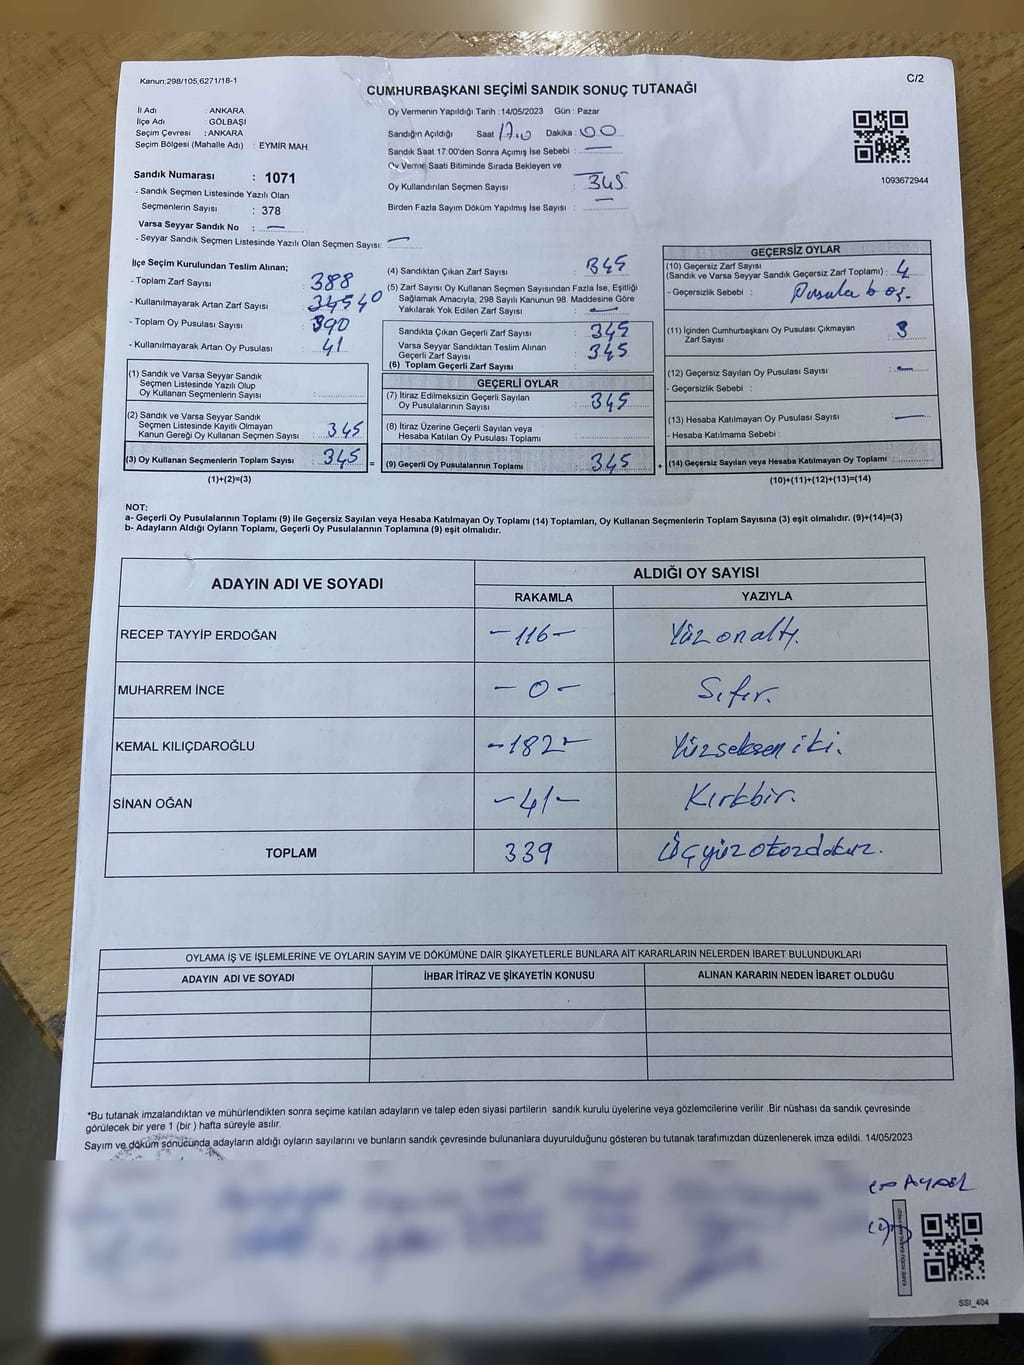 Kanun:298/105,6271/18-1
C/2
CUMHURBAŞKANI SEÇİMİ SANDIK SONUÇ TUTANAĞI
İl Adı : ANKARA
İlçe Adı : GÖLBAŞI
Seçim Çevresi : ANKARA
Seçim Bölgesi (Mahalle Adı) : EYMİR MAH.
Sandık Numarası : 1071
- Sandık Seçmen Listesinde Yazılı Olan
Seçmenlerin Sayısı : 378
Varsa Seyyar Sandık No : —
- Seyyar Sandık Seçmen Listesinde Yazılı Olan Seçmen Sayısı: —
Oy Vermenin Yapıldığı Tarih : 14/05/2023 Gün : Pazar
Sandığın Açıldığı Saat 17.00 Dakika : 00
Sandık Saat 17:00'den Sonra Açımış İse Sebebi : —
Oy Verme Saati Bitiminde Sırada Bekleyen ve
Oy Kullandırılan Seçmen Sayısı : 345
Birden Fazla Sayım Döküm Yapılmış İse Sayısı : —
1093672944
İlçe Seçim Kurulundan Teslim Alınan;
- Toplam Zarf Sayısı : 388
- Kullanılmayarak Artan Zarf Sayısı : 40
- Toplam Oy Pusulası Sayısı : 390
- Kullanılmayarak Artan Oy Pusulası : 41
(1) Sandık ve Varsa Seyyar Sandık
Seçmen Listesinde Yazılı Olup
Oy Kullanan Seçmenlerin Sayısı :
(2) Sandık ve Varsa Seyyar Sandık
Seçmen Listesinde Kayıtlı Olmayan
Kanun Gereği Oy Kullanan Seçmen Sayısı : 345
(3) Oy Kullanan Seçmenlerin Toplam Sayısı : 345
(1)+(2)=(3)
=
(4) Sandıktan Çıkan Zarf Sayısı : 345
(5) Zarf Sayısı Oy Kullanan Seçmen Sayısından Fazla İse, Eşitliği
Sağlamak Amacıyla; 298 Sayılı Kanunun 98. Maddesine Göre
Yakılarak Yok Edilen Zarf Sayısı : —
Sandıkta Çıkan Geçerli Zarf Sayısı : 345
Varsa Seyyar Sandıktan Teslim Alınan
Geçerli Zarf Sayısı : 345
(6) Toplam Geçerli Zarf Sayısı :
GEÇERLİ OYLAR
(7) İtiraz Edilmeksizin Geçerli Sayılan
Oy Pusulalarının Sayısı : 345
(8) İtiraz Üzerine Geçerli Sayılan veya
Hesaba Katılan Oy Pusulası Toplamı :
(9) Geçerli Oy Pusulalarının Toplamı : 345
+
GEÇERSİZ OYLAR
(10) Geçersiz Zarf Sayısı
(Sandık ve Varsa Seyyar Sandık Geçersiz Zarf Toplamı) : 4
- Geçersizlik Sebebi : Pusula boş.
(11) İçinden Cumhurbaşkanı Oy Pusulası Çıkmayan
Zarf Sayısı : 3
(12) Geçersiz Sayılan Oy Pusulası Sayısı : —
- Geçersizlik Sebebi :
(13) Hesaba Katılmayan Oy Pusulası Sayısı : —
- Hesaba Katılmama Sebebi :
(14) Geçersiz Sayılan veya Hesaba Katılmayan Oy Toplamı :
(10)+(11)+(12)+(13)=(14)
NOT:
a- Geçerli Oy Pusulalarının Toplamı (9) ile Geçersiz Sayılan veya Hesaba Katılmayan Oy Toplamı (14) Toplamları, Oy Kullanan Seçmenlerin Toplam Sayısına (3) eşit olmalıdır. (9)+(14)=(3)
b- Adayların Aldığı Oyların Toplamı, Geçerli Oy Pusulalarının Toplamına (9) eşit olmalıdır.
ADAYIN ADI VE SOYADI ALDIĞI OY SAYISI
RAKAMLA YAZIYLA
RECEP TAYYİP ERDOĞAN -116- Yüzonaltı.
MUHARREM İNCE -0- Sıfır.
KEMAL KILIÇDAROĞLU -182- Yüzseksen iki.
SİNAN OĞAN -41- Kırkbir.
TOPLAM 339 Üçyüzotuzdokuz.
OYLAMA İŞ VE İŞLEMLERİNE VE OYLARIN SAYIM VE DÖKÜMÜNE DAİR ŞİKAYETLERLE BUNLARA AİT KARARLARIN NELERDEN İBARET BULUNDUKLARI
ADAYIN ADI VE SOYADI İHBAR İTİRAZ VE ŞİKAYETİN KONUSU ALINAN KARARIN NEDEN İBARET OLDUĞU
*Bu tutanak imzalandıktan ve mühürlendikten sonra seçime katılan adayların ve talep eden siyasi partilerin sandık kurulu üyelerine veya gözlemcilerine verilir .Bir nüshası da sandık çevresinde
görülecek bir yere 1 (bir ) hafta süreyle asılır.
Sayım ve döküm sonucunda adayların aldığı oyların sayılarını ve bunların sandık çevresinde bulunanlara duyurulduğunu gösteren bu tutanak tarafımızdan düzenlenerek imza edildi. 14/05/2023
SSI_404